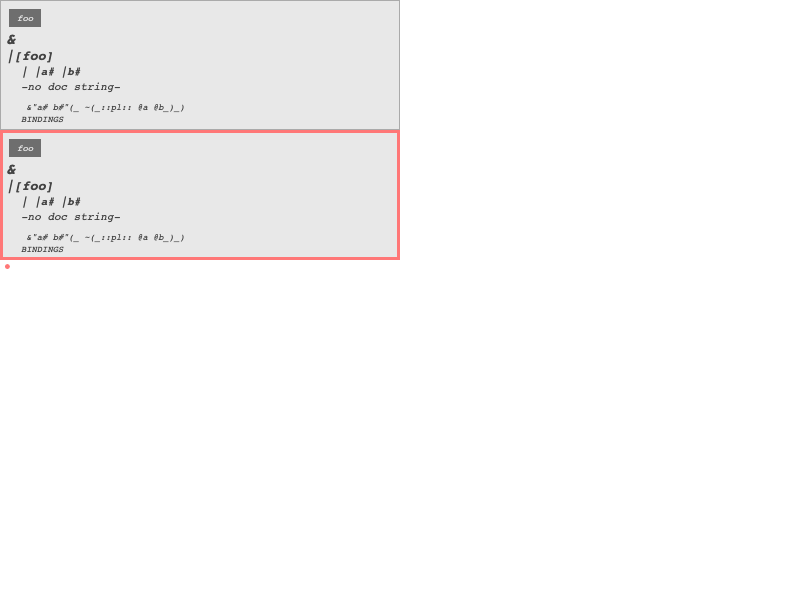 foo
&
|[foo]
| |a# |b#
-no doc string-
&"a# b#"(_ ~(_::pl:: @a @b_)_)
BINDINGS
foo
&
|[foo]
| |a# |b#
-no doc string-
&"a# b#"(_ ~(_::pl:: @a @b_)_)
BINDINGS